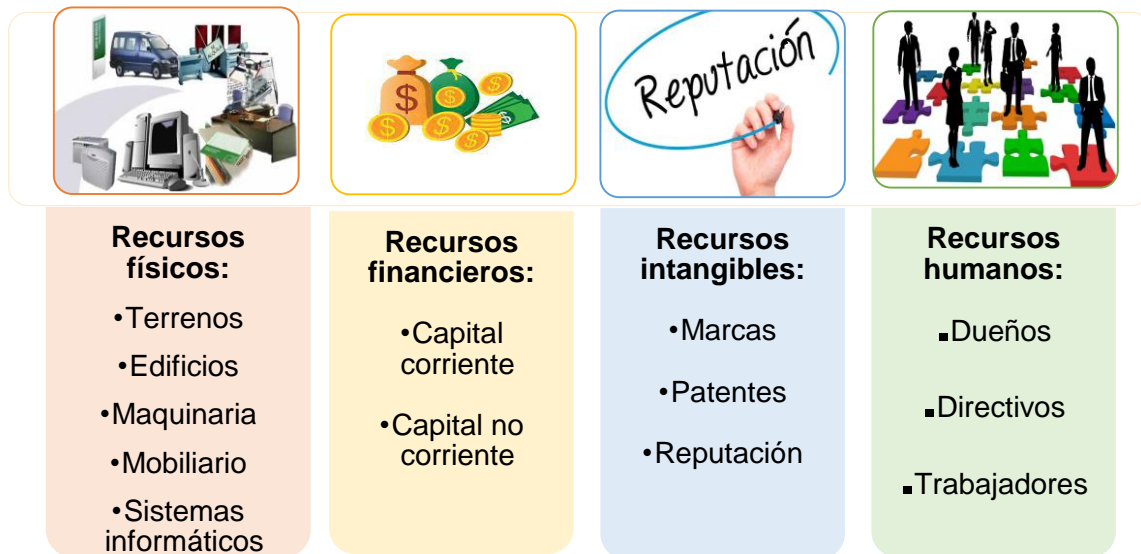 Reputación
Recursos
físicos:
•Terrenos
•Edificios
•Maquinaria
•Mobiliario
•Sistemas
informáticos
Recursos
financieros:
•Capital
corriente
•Capital no
corriente
Recursos
intangibles:
•Marcas
•Patentes
•Reputación
Recursos
humanos:
▪Dueños
▪Directivos
▪Trabajadores